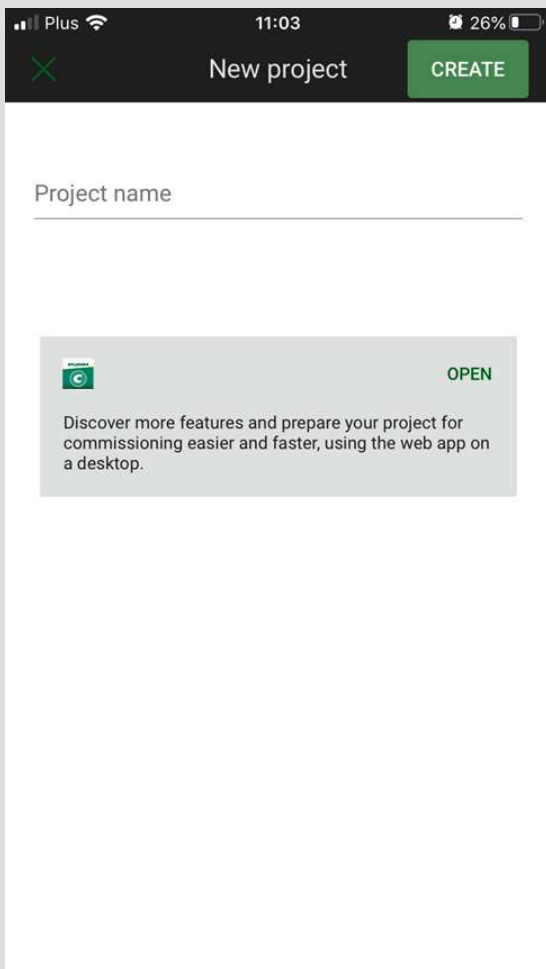 Plus 11:03 26%
New project CREATE
Project name
OPEN
Discover more features and prepare your project for
commissioning easier and faster, using the web app on
a desktop.